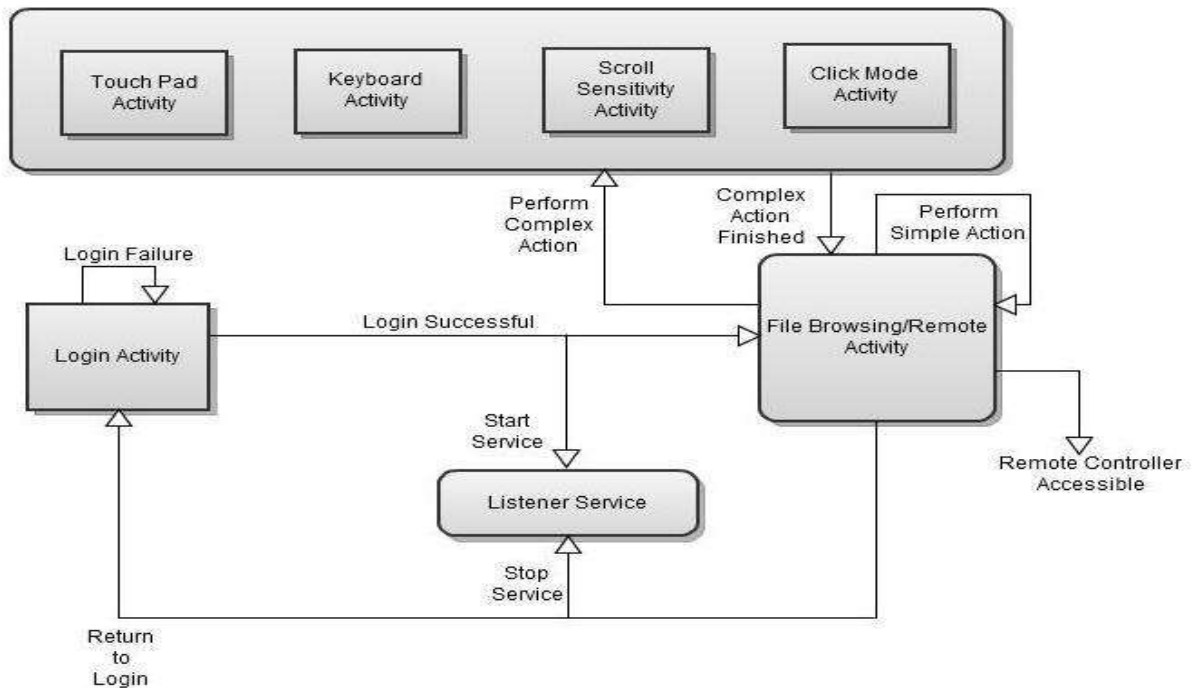 Touch Pad
Activity
Keyboard
Activity
Scroll
Sensitivity
Activity
Click Mode
Activity
Perform
Complex
Action
Complex
Action
Finished
Perform
Simple Action
Login Failure
Login Activity
Login Successful
File Browsing/Remote
Activity
Start
Service
Remote Controller
Accessible
Listener Service
Stop
Service
Return
to
Login